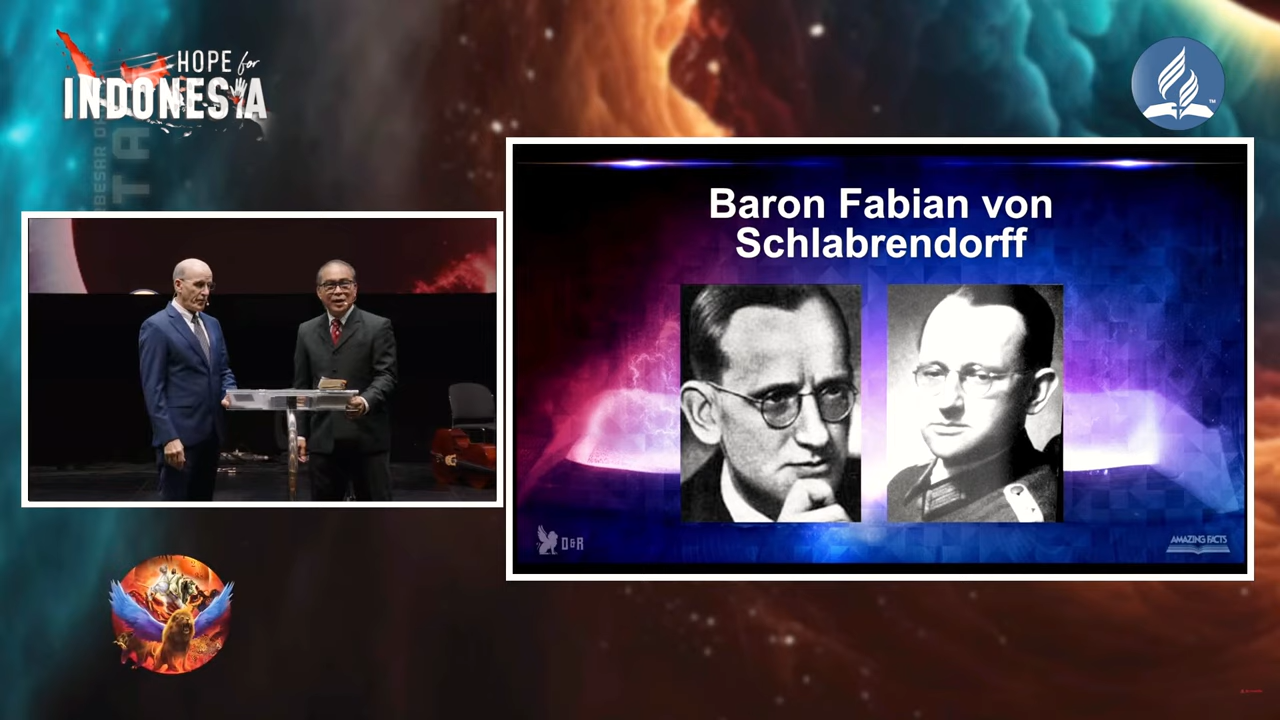 HOPE for
INDONESIA
Baron Fabian von
Schlabrendorff
D&R
AMAZING FACTS